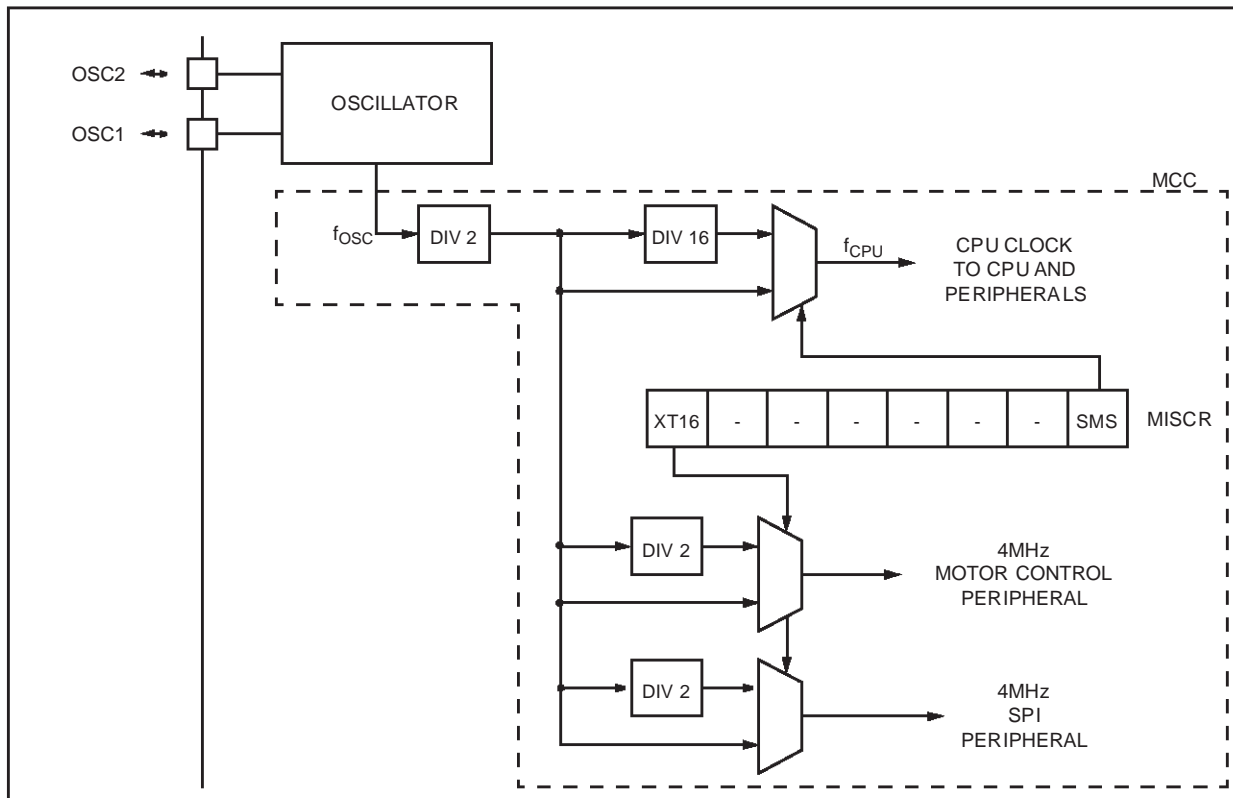 OSC2
OSCILLATOR
OSC1
MCC
fOSC
DIV 2
DIV 16
fCPU
CPU CLOCK
TO CPU AND
PERIPHERALS
XT16 - - - - - - SMS
MISCR
DIV 2
4MHz
MOTOR CONTROL
PERIPHERAL
DIV 2
4MHz
SPI
PERIPHERAL